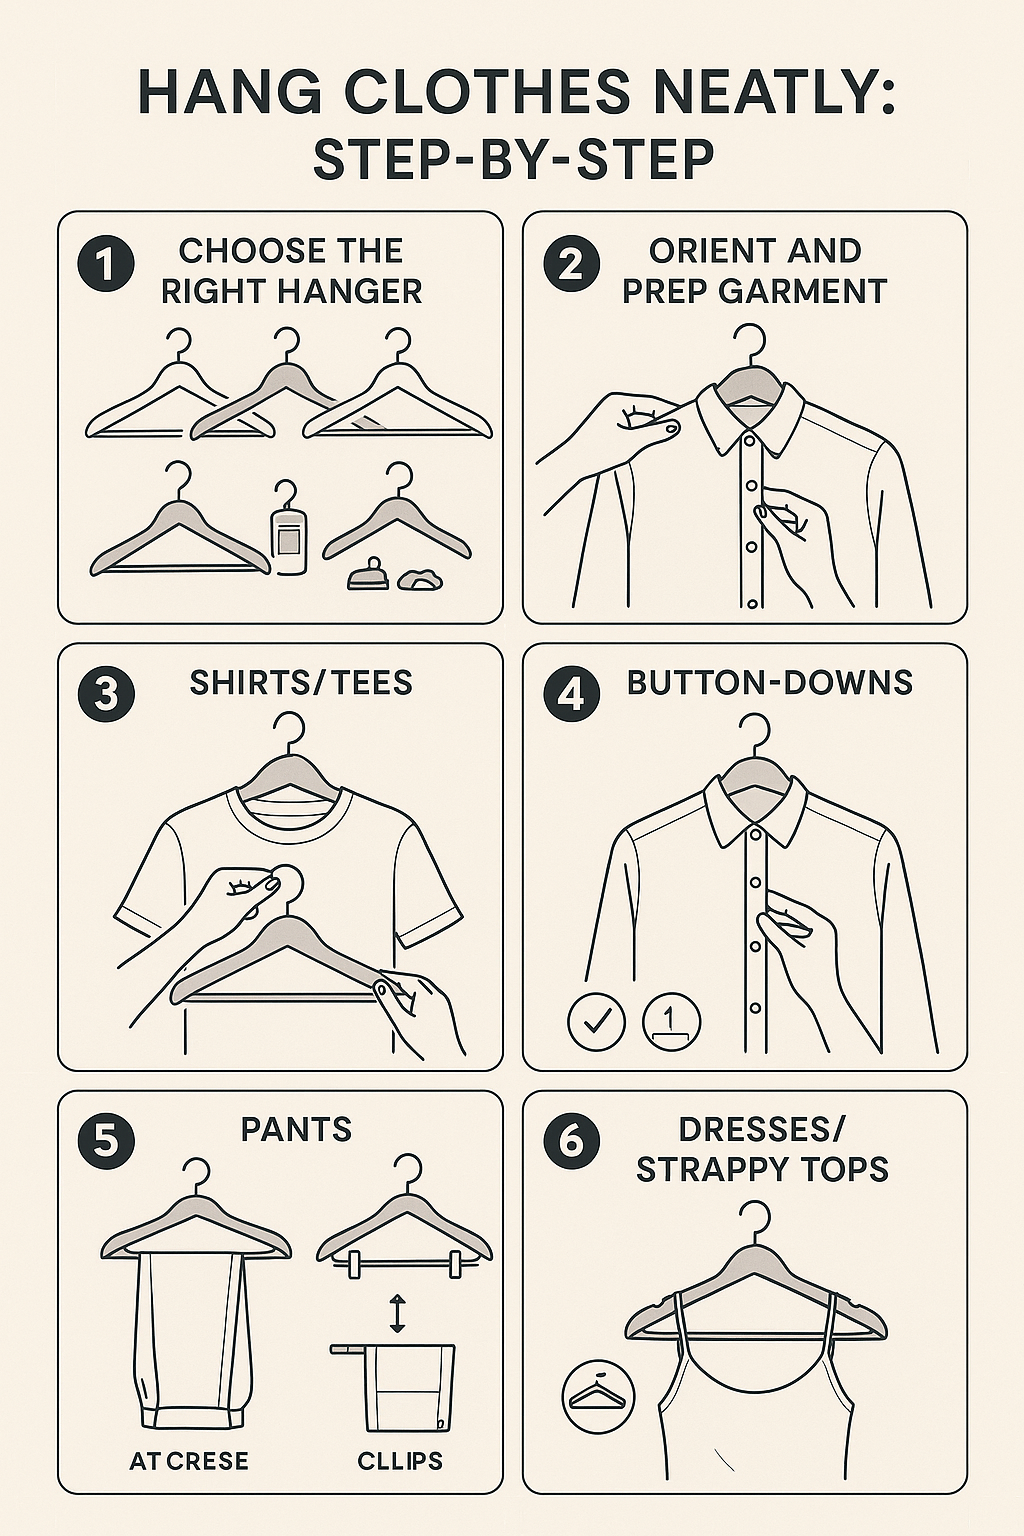 HANG CLOTHES NEATLY:
STEP-BY-STEP
1 CHOOSE THE
RIGHT HANGER
2 ORIENT AND
PREP GARMENT
3 SHIRTS/TEES
4 BUTTON-DOWNS
1
5 PANTS
AT CRESE
CLLIPS
6 DRESSES/
STRAPPY TOPS